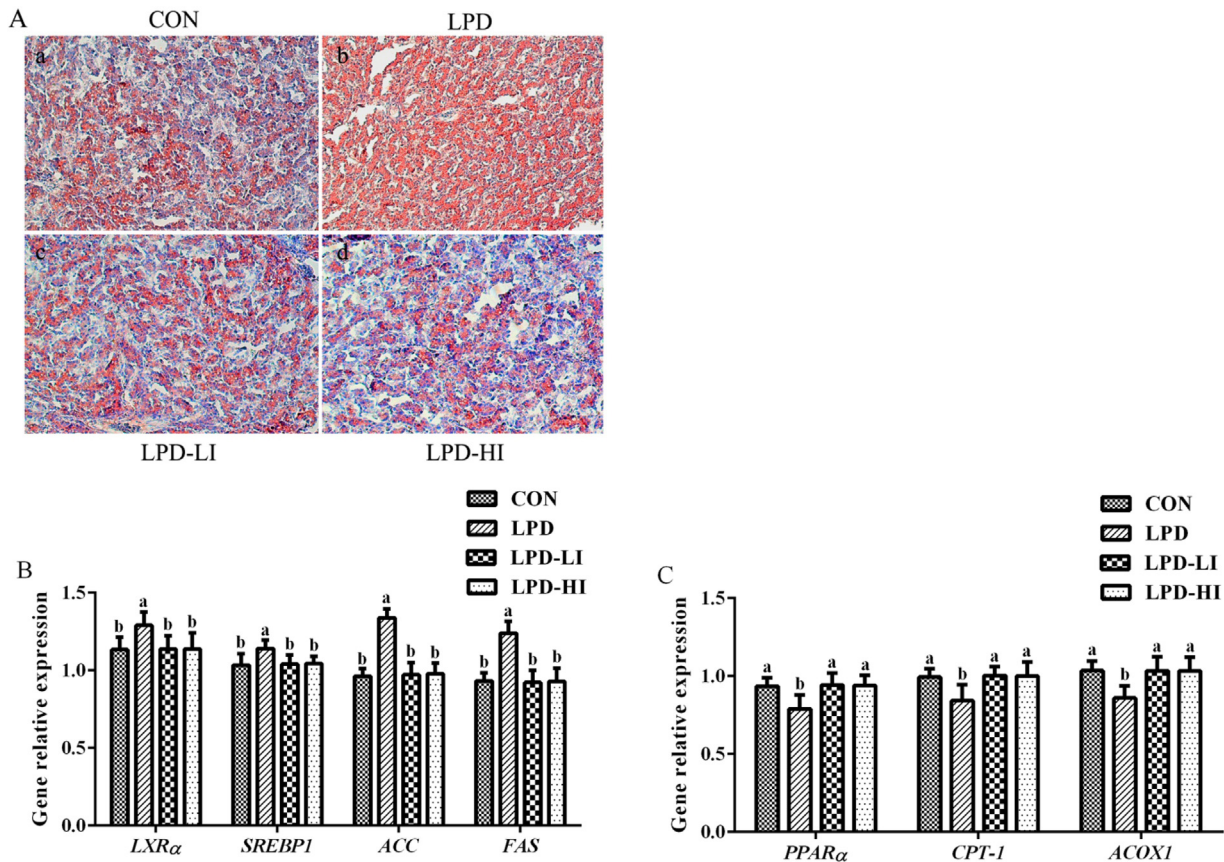 A
CON
LPD
a
b
c
d
LPD-LI
LPD-HI
B
CON
LPD
LPD-LI
LPD-HI
Gene relative expression
1.5
1.0
0.5
0.0
b a b b
b a b b
b a b b
b a b b
LXRα
SREBP1
ACC
FAS
C
CON
LPD
LPD-LI
LPD-HI
Gene relative expression
1.5
1.0
0.5
0.0
a b a a
a b a a
a b a a
PPARα
CPT-1
ACOX1